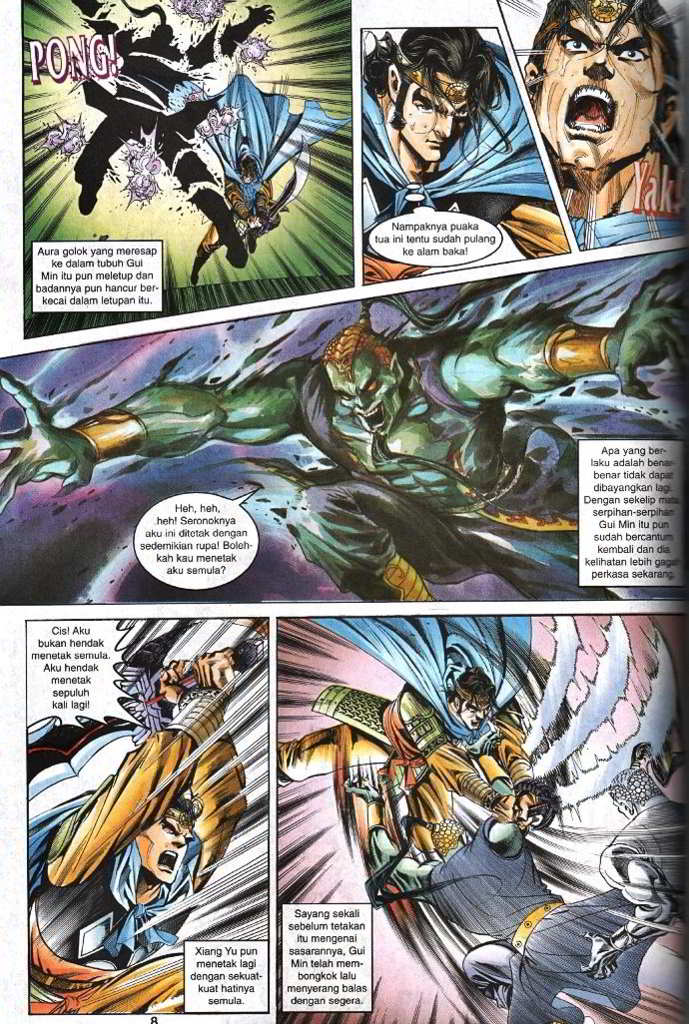 PONG!
Aura golok yang meresap
ke dalam tubuh Gui
Min itu pun meletup dan
badannya pun hancur ber-
kecai dalam letupan itu.
Nampaknya puaka
tua ini tentu sudah pulang
ke alam baka!
Yak
Heh, heh,
heh! Seronoknya
aku ini ditetak dengan
sedemikian rupa! Boleh-
kah kau menetak
aku semula?
Apa yang ber-
laku adalah benar-
benar tidak dapat
dibayangkan lagi.
Dengan sekelip mata
serpihan-serpihan
Gui Min itu pun
sudah bercantum
kembali dan dia
kelihatan lebih gagah
perkasa sekarang.
Cis! Aku
bukan hendak
menetak semula.
Aku hendak
menetak
sepuluh
kali lagi!
Xiang Yu pun
menetak lagi
dengan sekuat-
kuat hatinya
semula.
Sayang sekali
sebelum tetakan
itu mengenai
sasarannya, Gui
Min telah mem-
bongkok lalu
menyerang balas
dengan segera.
8